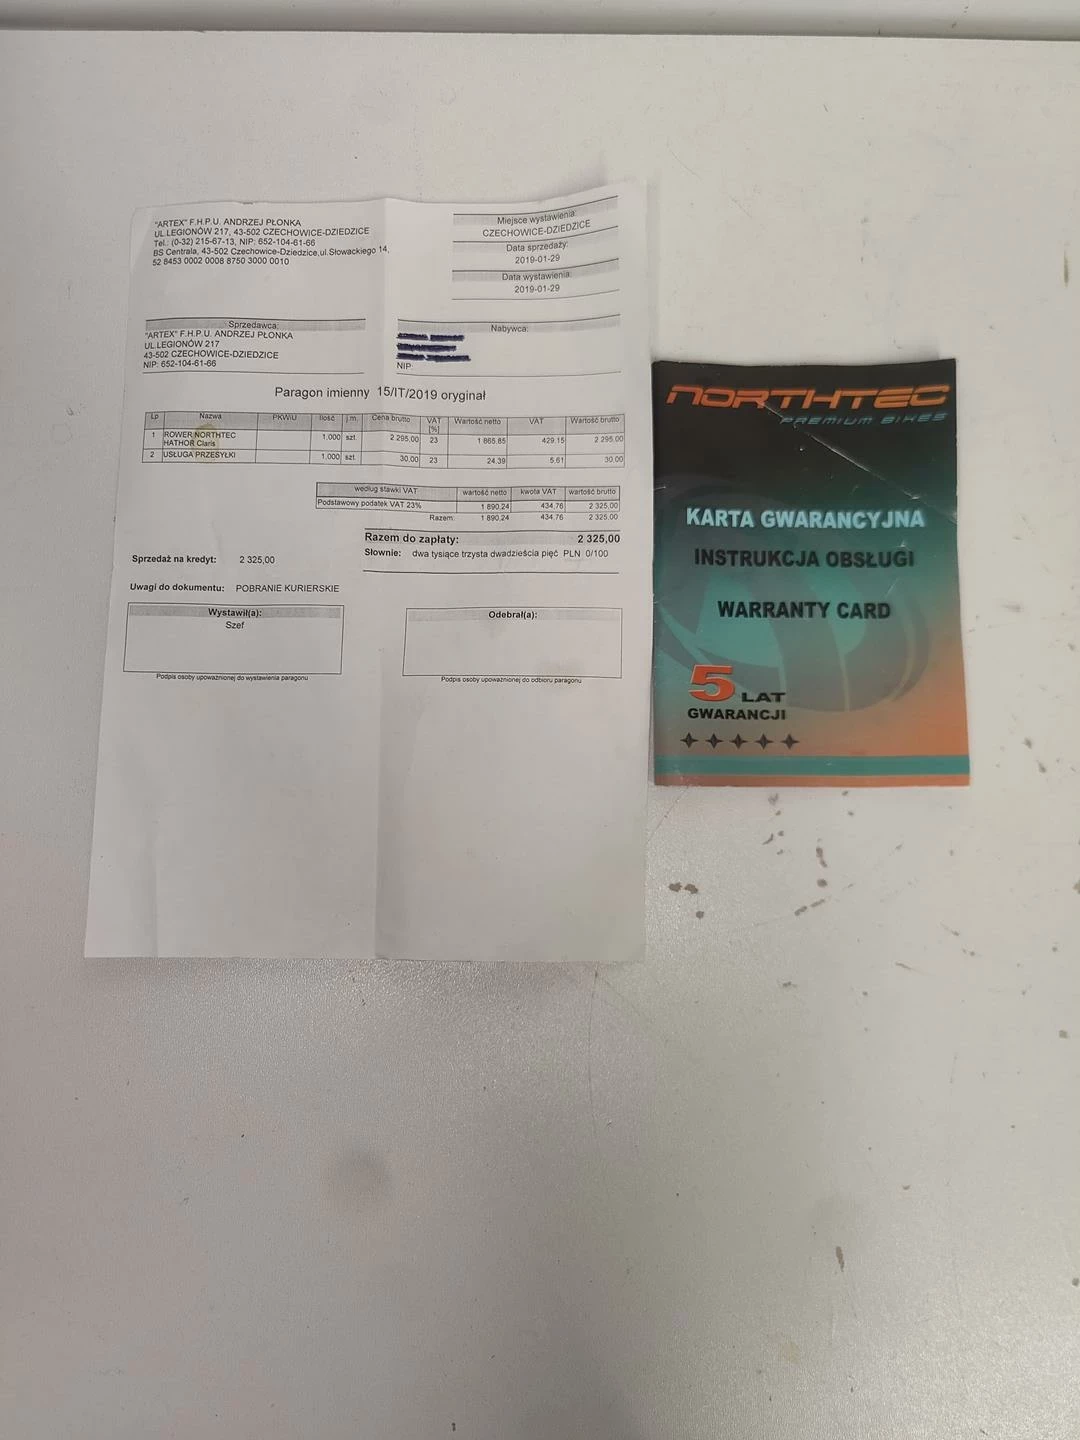 "ARTEX" F.H.P.U. ANDRZEJ PŁONKA
UL.LEGIONÓW 217, 43-502 CZECHOWICE-DZIEDZICE
Tel.: (0-32) 215-67-13, NIP: 652-104-61-66
BS Centrala, 43-502 Czechowice-Dziedzice,ul.Słowackiego 14,
52 8453 0002 0008 8750 3000 0010
Miejsce wystawienia:
CZECHOWICE-DZIEDZICE
Data sprzedaży:
2019-01-29
Data wystawienia:
2019-01-29
Sprzedawca:
"ARTEX" F.H.P.U. ANDRZEJ PŁONKA
UL.LEGIONÓW 217
43-502 CZECHOWICE-DZIEDZICE
NIP: 652-104-61-66
Nabywca:
NIP:
Paragon imienny 15/IT/2019 oryginał
Lp Nazwa PKWiU Ilość j.m. Cena brutto VAT [%] Wartość netto VAT Wartość brutto
1 ROWER NORTHTEC HATHOR Claris 1,000 szt. 2 295,00 23 1 865,85 429,15 2 295,00
2 USŁUGA PRZESYŁKI 1,000 szt. 30,00 23 24,39 5,61 30,00
według stawki VAT wartość netto kwota VAT wartość brutto
Podstawowy podatek VAT 23% 1 890,24 434,76 2 325,00
Razem: 1 890,24 434,76 2 325,00
Razem do zapłaty: 2 325,00
Słownie: dwa tysiące trzysta dwadzieścia pięć PLN 0/100
Sprzedaż na kredyt: 2 325,00
Uwagi do dokumentu: POBRANIE KURIERSKIE
Wystawił(a):
Szef
Podpis osoby upoważnionej do wystawienia paragonu
Odebrał(a):
Podpis osoby upoważnionej do odbioru paragonu
NORTHTEC
PREMIUM BIKES
KARTA GWARANCYJNA
INSTRUKCJA OBSŁUGI
WARRANTY CARD
5 LAT
GWARANCJI